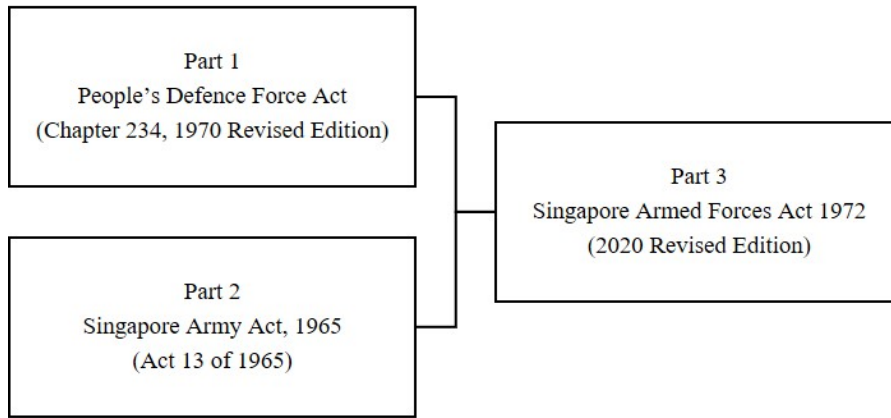 Part 1
People’s Defence Force Act
(Chapter 234, 1970 Revised Edition)
Part 2
Singapore Army Act, 1965
(Act 13 of 1965)
Part 3
Singapore Armed Forces Act 1972
(2020 Revised Edition)